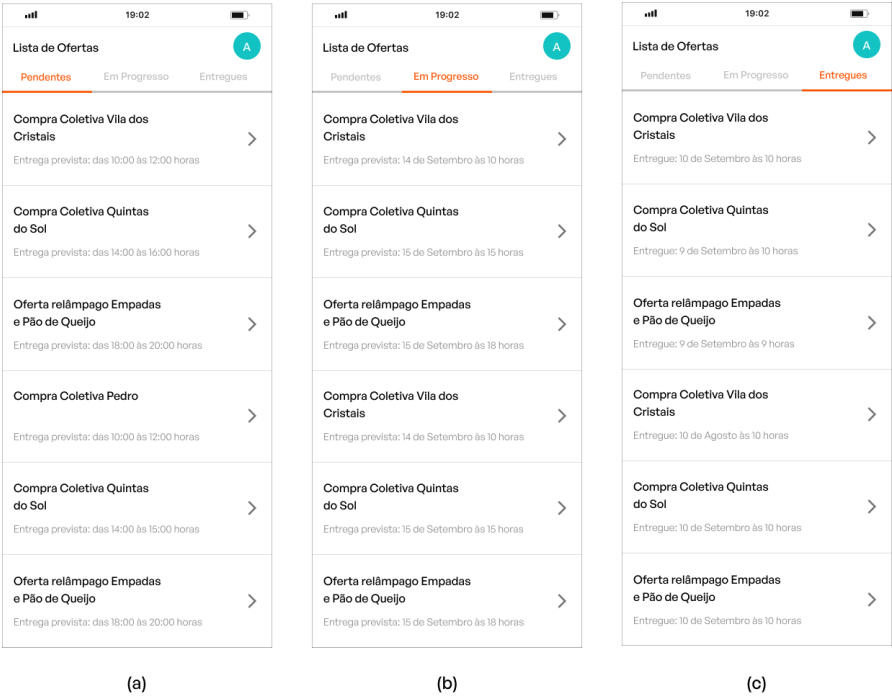 19:02
Lista de Ofertas
A
Pendentes Em Progresso Entregues
Compra Coletiva Vila dos
Cristais
Entrega prevista: das 10:00 às 12:00 horas
Compra Coletiva Quintas
do Sol
Entrega prevista: das 14:00 às 16:00 horas
Oferta relâmpago Empadas
e Pão de Queijo
Entrega prevista: das 18:00 às 20:00 horas
Compra Coletiva Pedro
Entrega prevista: das 10:00 às 12:00 horas
Compra Coletiva Quintas
do Sol
Entrega prevista: das 14:00 às 15:00 horas
Oferta relâmpago Empadas
e Pão de Queijo
Entrega prevista: das 18:00 às 20:00 horas
(a)
19:02
Lista de Ofertas
A
Pendentes Em Progresso Entregues
Compra Coletiva Vila dos
Cristais
Entrega prevista: 14 de Setembro às 10 horas
Compra Coletiva Quintas
do Sol
Entrega prevista: 15 de Setembro às 15 horas
Oferta relâmpago Empadas
e Pão de Queijo
Entrega prevista: 15 de Setembro às 18 horas
Compra Coletiva Vila dos
Cristais
Entrega prevista: 14 de Setembro às 10 horas
Compra Coletiva Quintas
do Sol
Entrega prevista: 15 de Setembro às 15 horas
Oferta relâmpago Empadas
e Pão de Queijo
Entrega prevista: 15 de Setembro às 18 horas
(b)
19:02
Lista de Ofertas
A
Pendentes Em Progresso Entregues
Compra Coletiva Vila dos
Cristais
Entregue: 10 de Setembro às 10 horas
Compra Coletiva Quintas
do Sol
Entregue: 9 de Setembro às 10 horas
Oferta relâmpago Empadas
e Pão de Queijo
Entregue: 9 de Setembro às 9 horas
Compra Coletiva Vila dos
Cristais
Entregue: 10 de Agosto às 10 horas
Compra Coletiva Quintas
do Sol
Entregue: 10 de Setembro às 10 horas
Oferta relâmpago Empadas
e Pão de Queijo
Entregue: 10 de Setembro às 10 horas
(c)